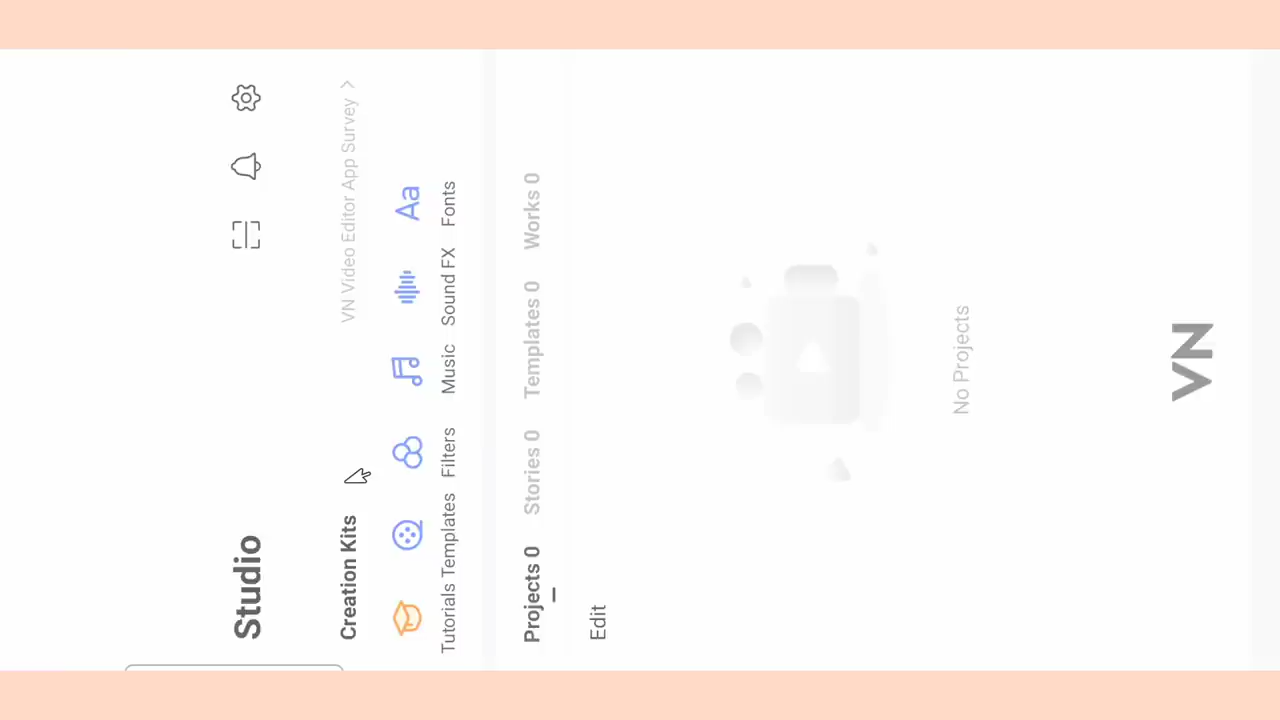 Studio
Creation Kits
VN Video Editor App Survey >
Tutorials
Templates
Filters
Music
Aa
Sound FX
Fonts
Projects 0
Stories 0
Templates 0
Works 0
Edit
No Projects
VN